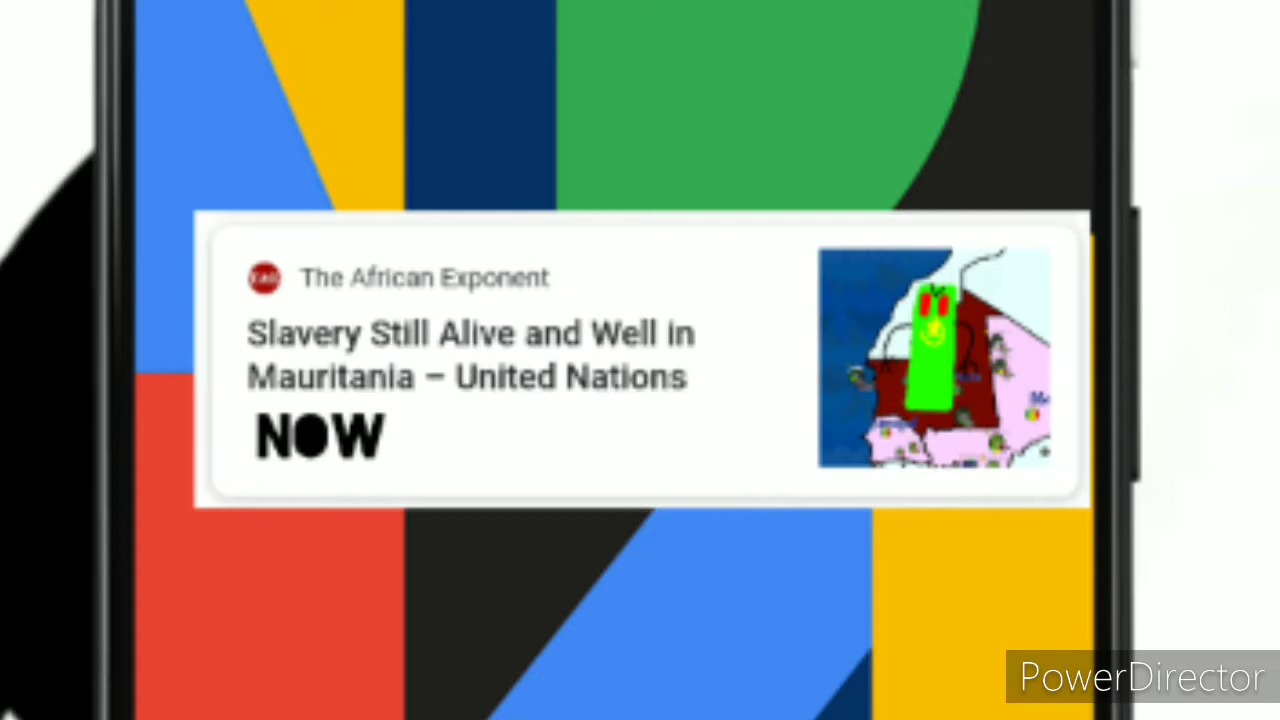 The African Exponent
Slavery Still Alive and Well in
Mauritania – United Nations
NOW
PowerDirector